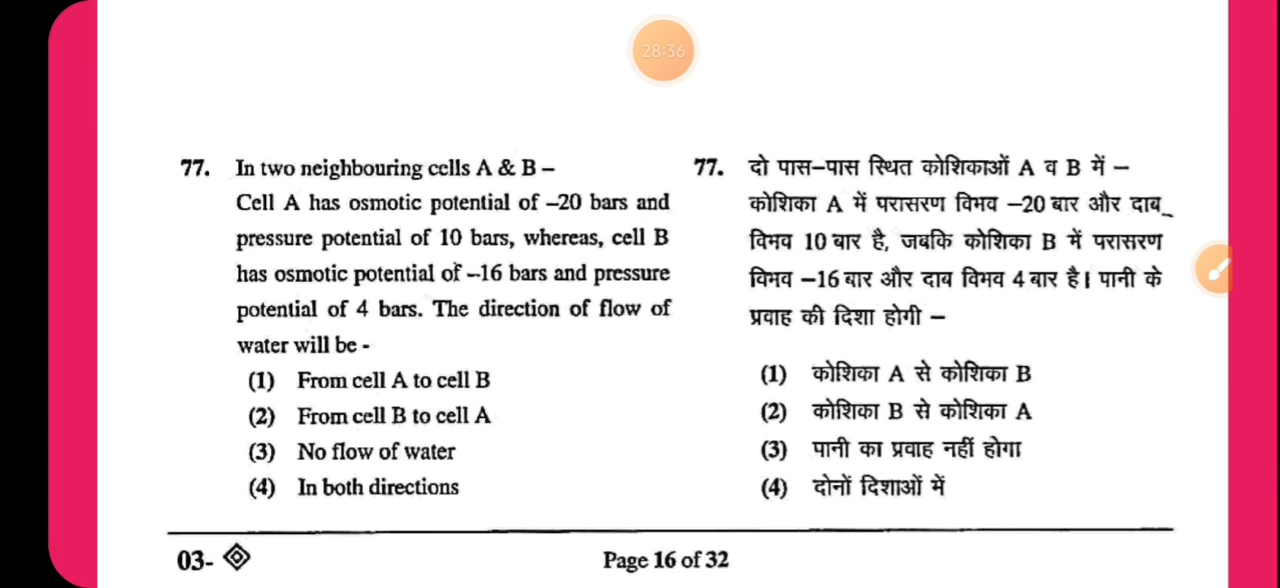 28:36
77. In two neighbouring cells A & B –
Cell A has osmotic potential of –20 bars and
pressure potential of 10 bars, whereas, cell B
has osmotic potential of –16 bars and pressure
potential of 4 bars. The direction of flow of
water will be -
(1) From cell A to cell B
(2) From cell B to cell A
(3) No flow of water
(4) In both directions
77. दो पास–पास स्थित कोशिकाओं A व B में –
कोशिका A में परासरण विभव –20 बार और दाब
विभव 10 बार है, जबकि कोशिका B में परासरण
विभव –16 बार और दाब विभव 4 बार है। पानी के
प्रवाह की दिशा होगी –
(1) कोशिका A से कोशिका B
(2) कोशिका B से कोशिका A
(3) पानी का प्रवाह नहीं होगा
(4) दोनों दिशाओं में
03-
Page 16 of 32